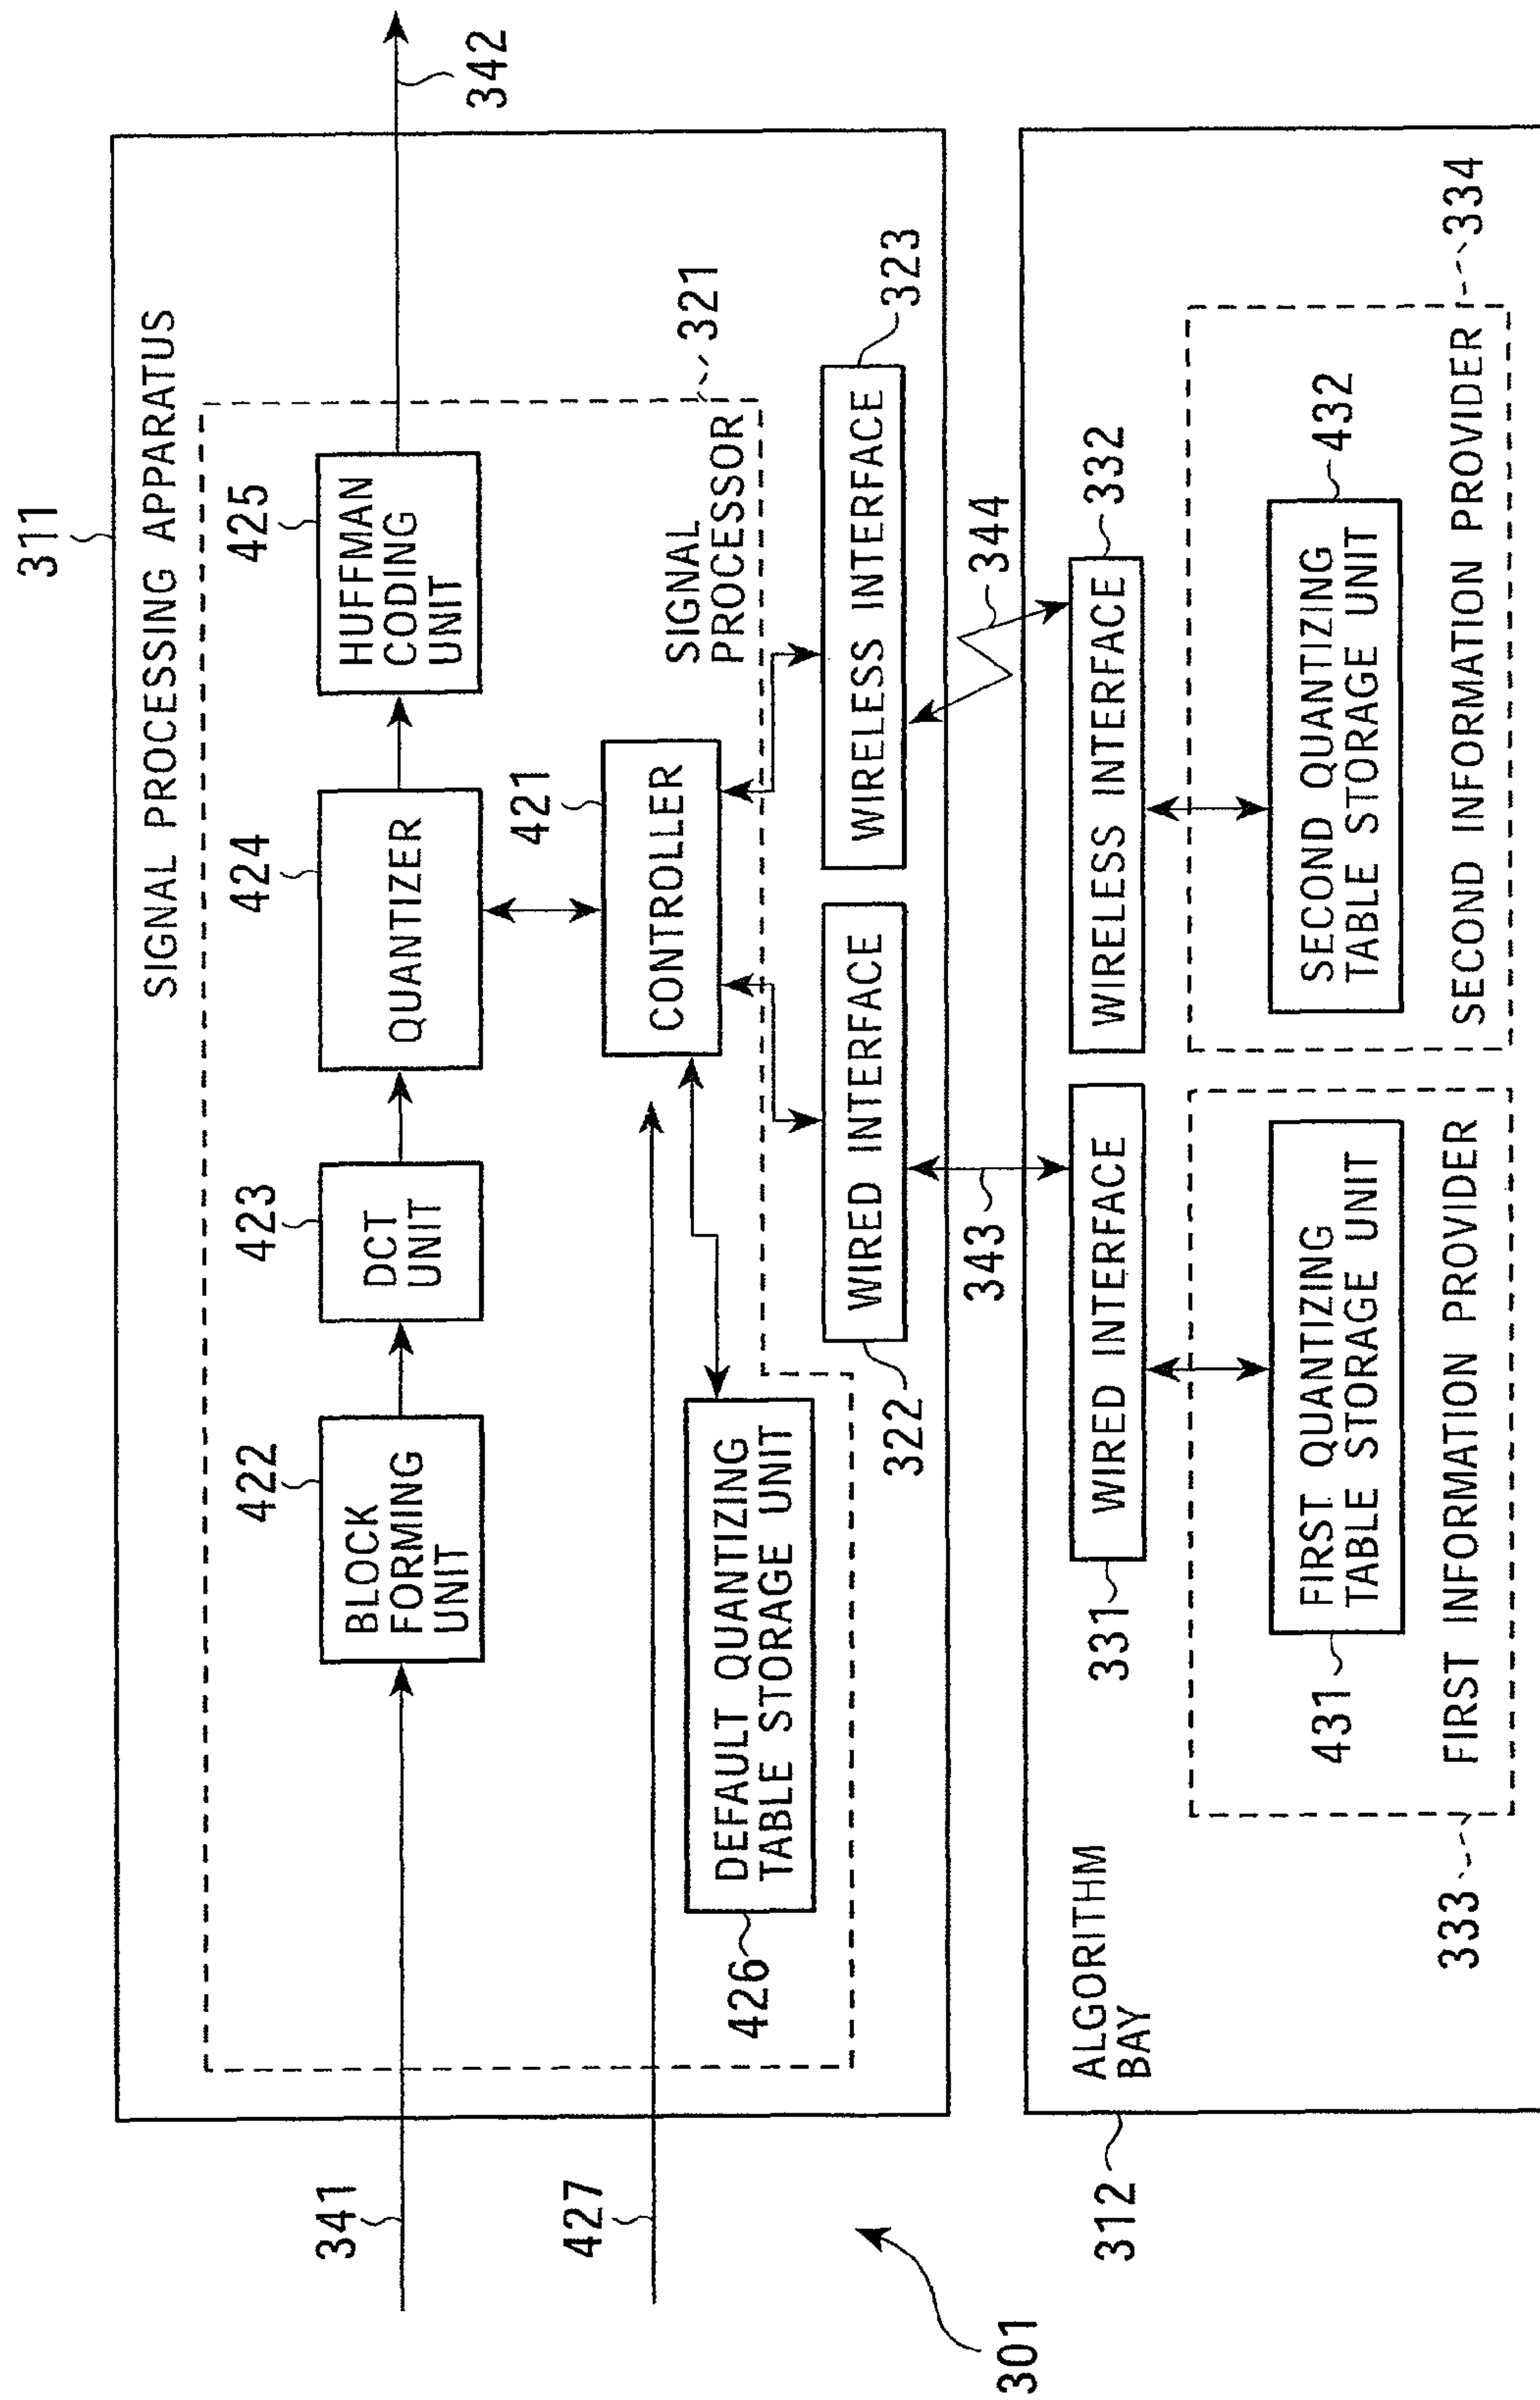 311
SIGNAL PROCESSING APPARATUS
422
423
424
425
BLOCK
FORMING
UNIT
DCT
UNIT
QUANTIZER
HUFFMAN
CODING
UNIT
341
342
421
CONTROLLER
SIGNAL
PROCESSOR
321
427
DEFAULT QUANTIZING
TABLE STORAGE UNIT
426
WIRED INTERFACE
322
WIRELESS INTERFACE
323
343
344
301
312
ALGORITHM
BAY
331
WIRED INTERFACE
WIRELESS INTERFACE
332
FIRST QUANTIZING
TABLE STORAGE UNIT
431
SECOND QUANTIZING
TABLE STORAGE UNIT
432
333
FIRST INFORMATION PROVIDER
SECOND INFORMATION PROVIDER
334